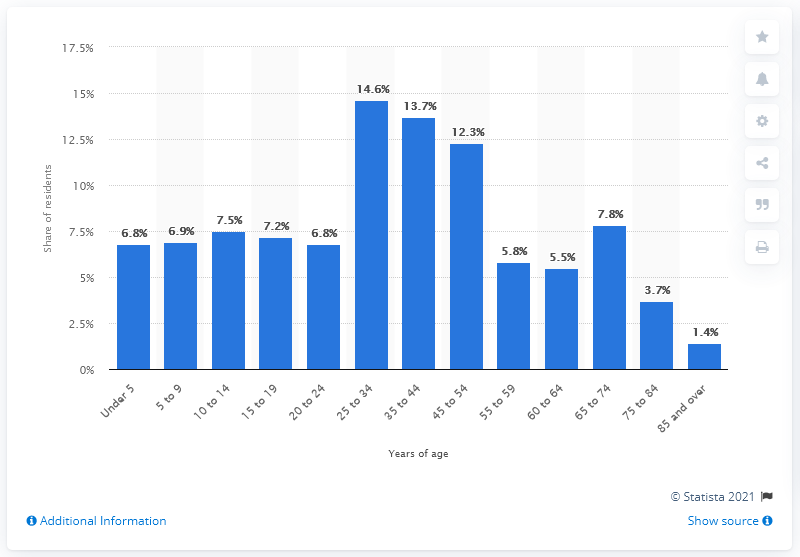 17.5%
15%
12.5%
10%
7.5%
5%
2.5%
0%
Share of residents
6.8%
6.9%
7.5%
7.2%
6.8%
14.6%
13.7%
12.3%
5.8%
5.5%
7.8%
3.7%
1.4%
Under 5
5 to 9
10 to 14
15 to 19
20 to 24
25 to 34
35 to 44
45 to 54
55 to 59
60 to 64
65 to 74
75 to 84
85 and over
Years of age
© Statista 2021
Additional Information
Show source